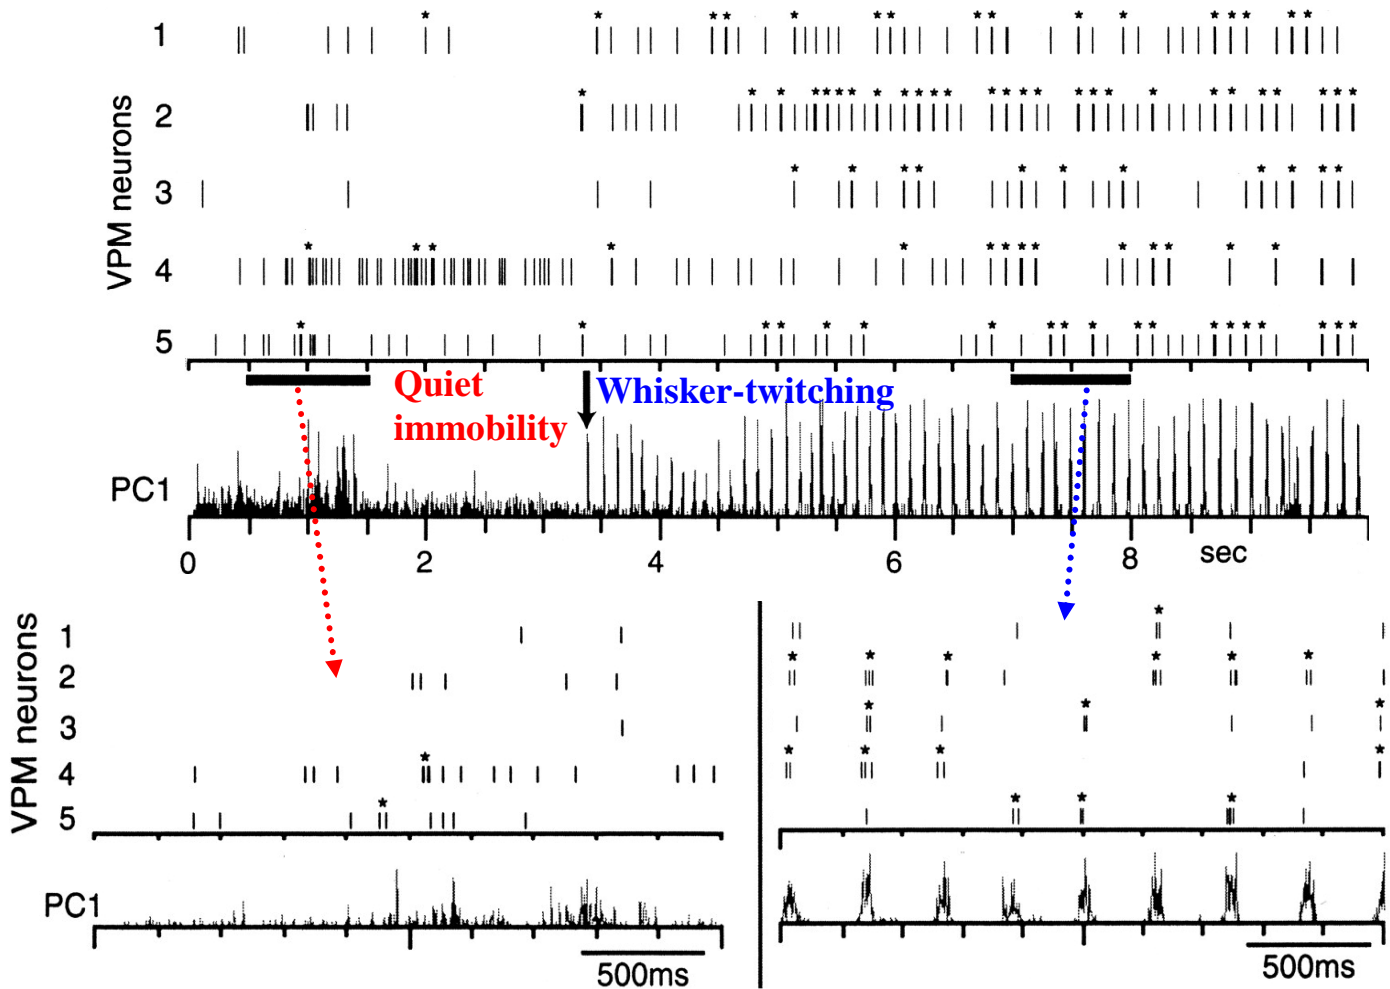 VPM neurons
1
2
3
4
5
Quiet
immobility
Whisker-twitching
PC1
0 2 4 6 8 sec
VPM neurons
1
2
3
4
5
PC1
500ms
500ms